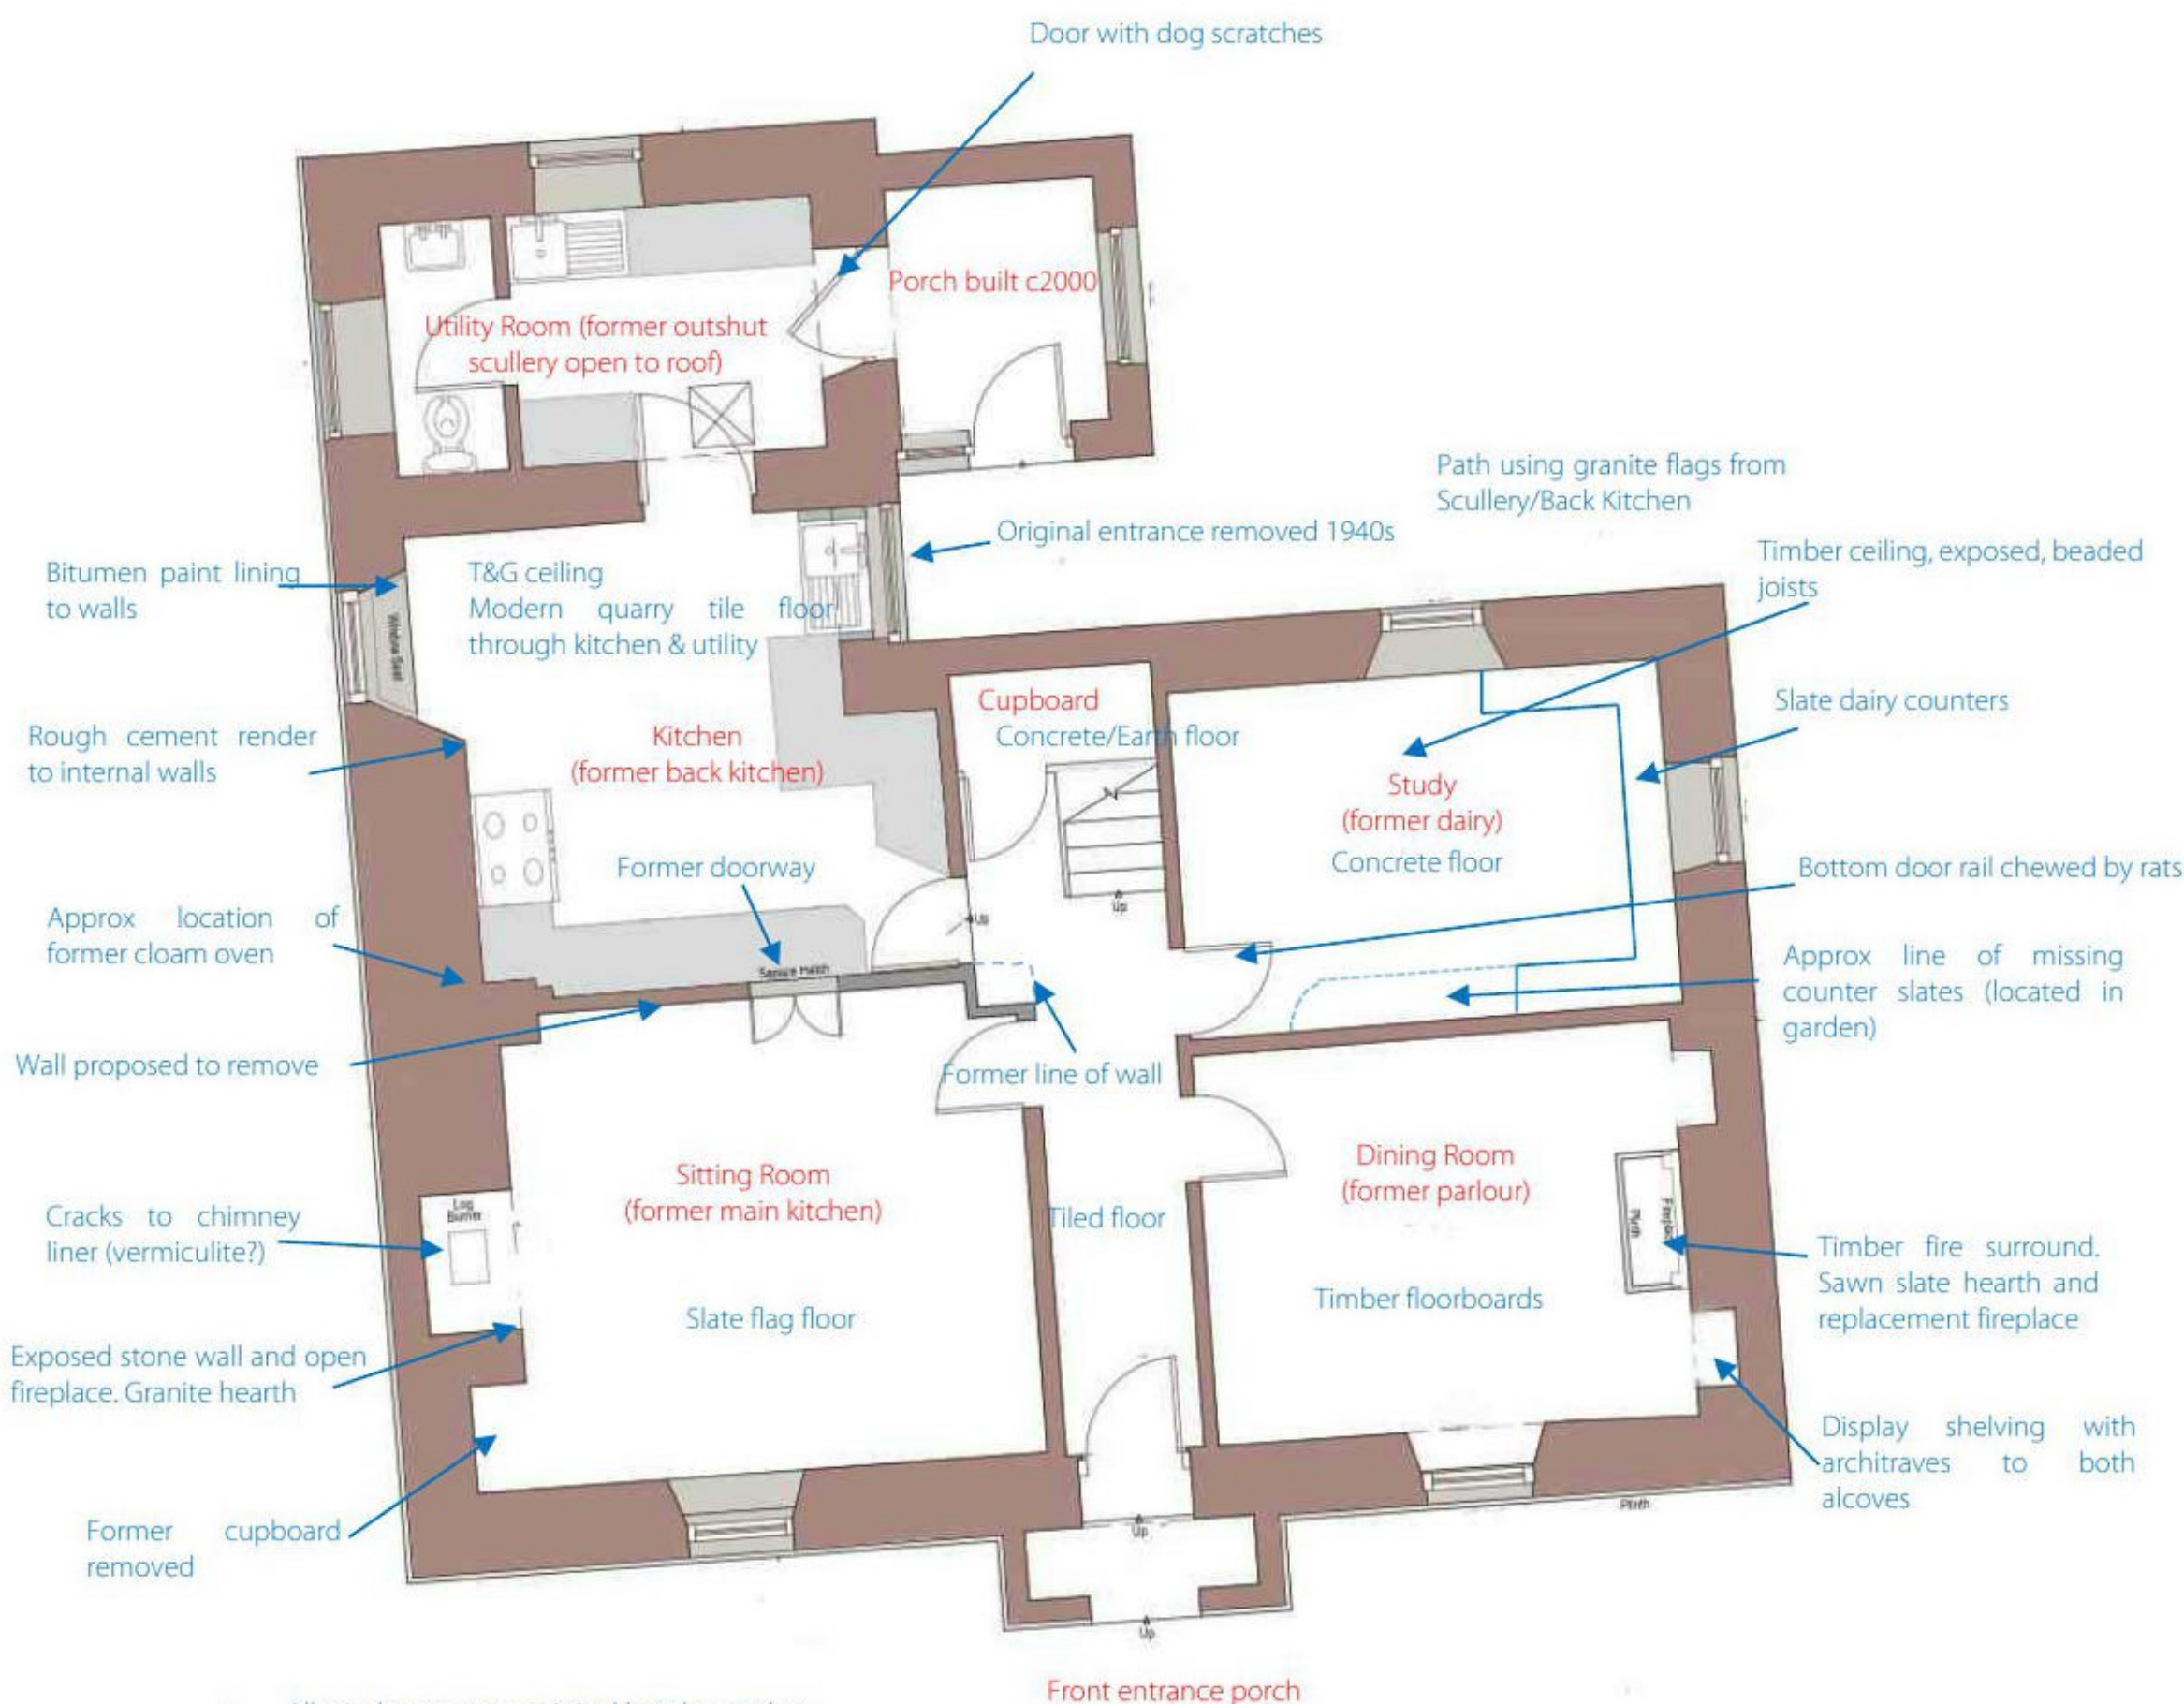 Door with dog scratches
Porch built c2000
Utility Room (former outshut
scullery open to roof)
Path using granite flags from
Scullery/Back Kitchen
Original entrance removed 1940s
Timber ceiling, exposed, beaded
joists
Bitumen paint lining
to walls
T&G ceiling
Modern quarry tile floor
through kitchen & utility
Window Seat
Cupboard
Concrete/Earth floor
Slate dairy counters
Rough cement render
to internal walls
Kitchen
(former back kitchen)
Study
(former dairy)
Concrete floor
Former doorway
Bottom door rail chewed by rats
Up
Up
Approx location of
former cloam oven
Service Hatch
Approx line of missing
counter slates (located in
garden)
Wall proposed to remove
Former line of wall
Sitting Room
(former main kitchen)
Dining Room
(former parlour)
Tiled floor
Cracks to chimney
liner (vermiculite?)
Log
Burner
Fireplace
Plinth
Timber fire surround.
Sawn slate hearth and
replacement fireplace
Slate flag floor
Timber floorboards
Exposed stone wall and open
fireplace. Granite hearth
Display shelving with
architraves to both
alcoves
Former cupboard
removed
Plinth
Up
Up
Front entrance porch